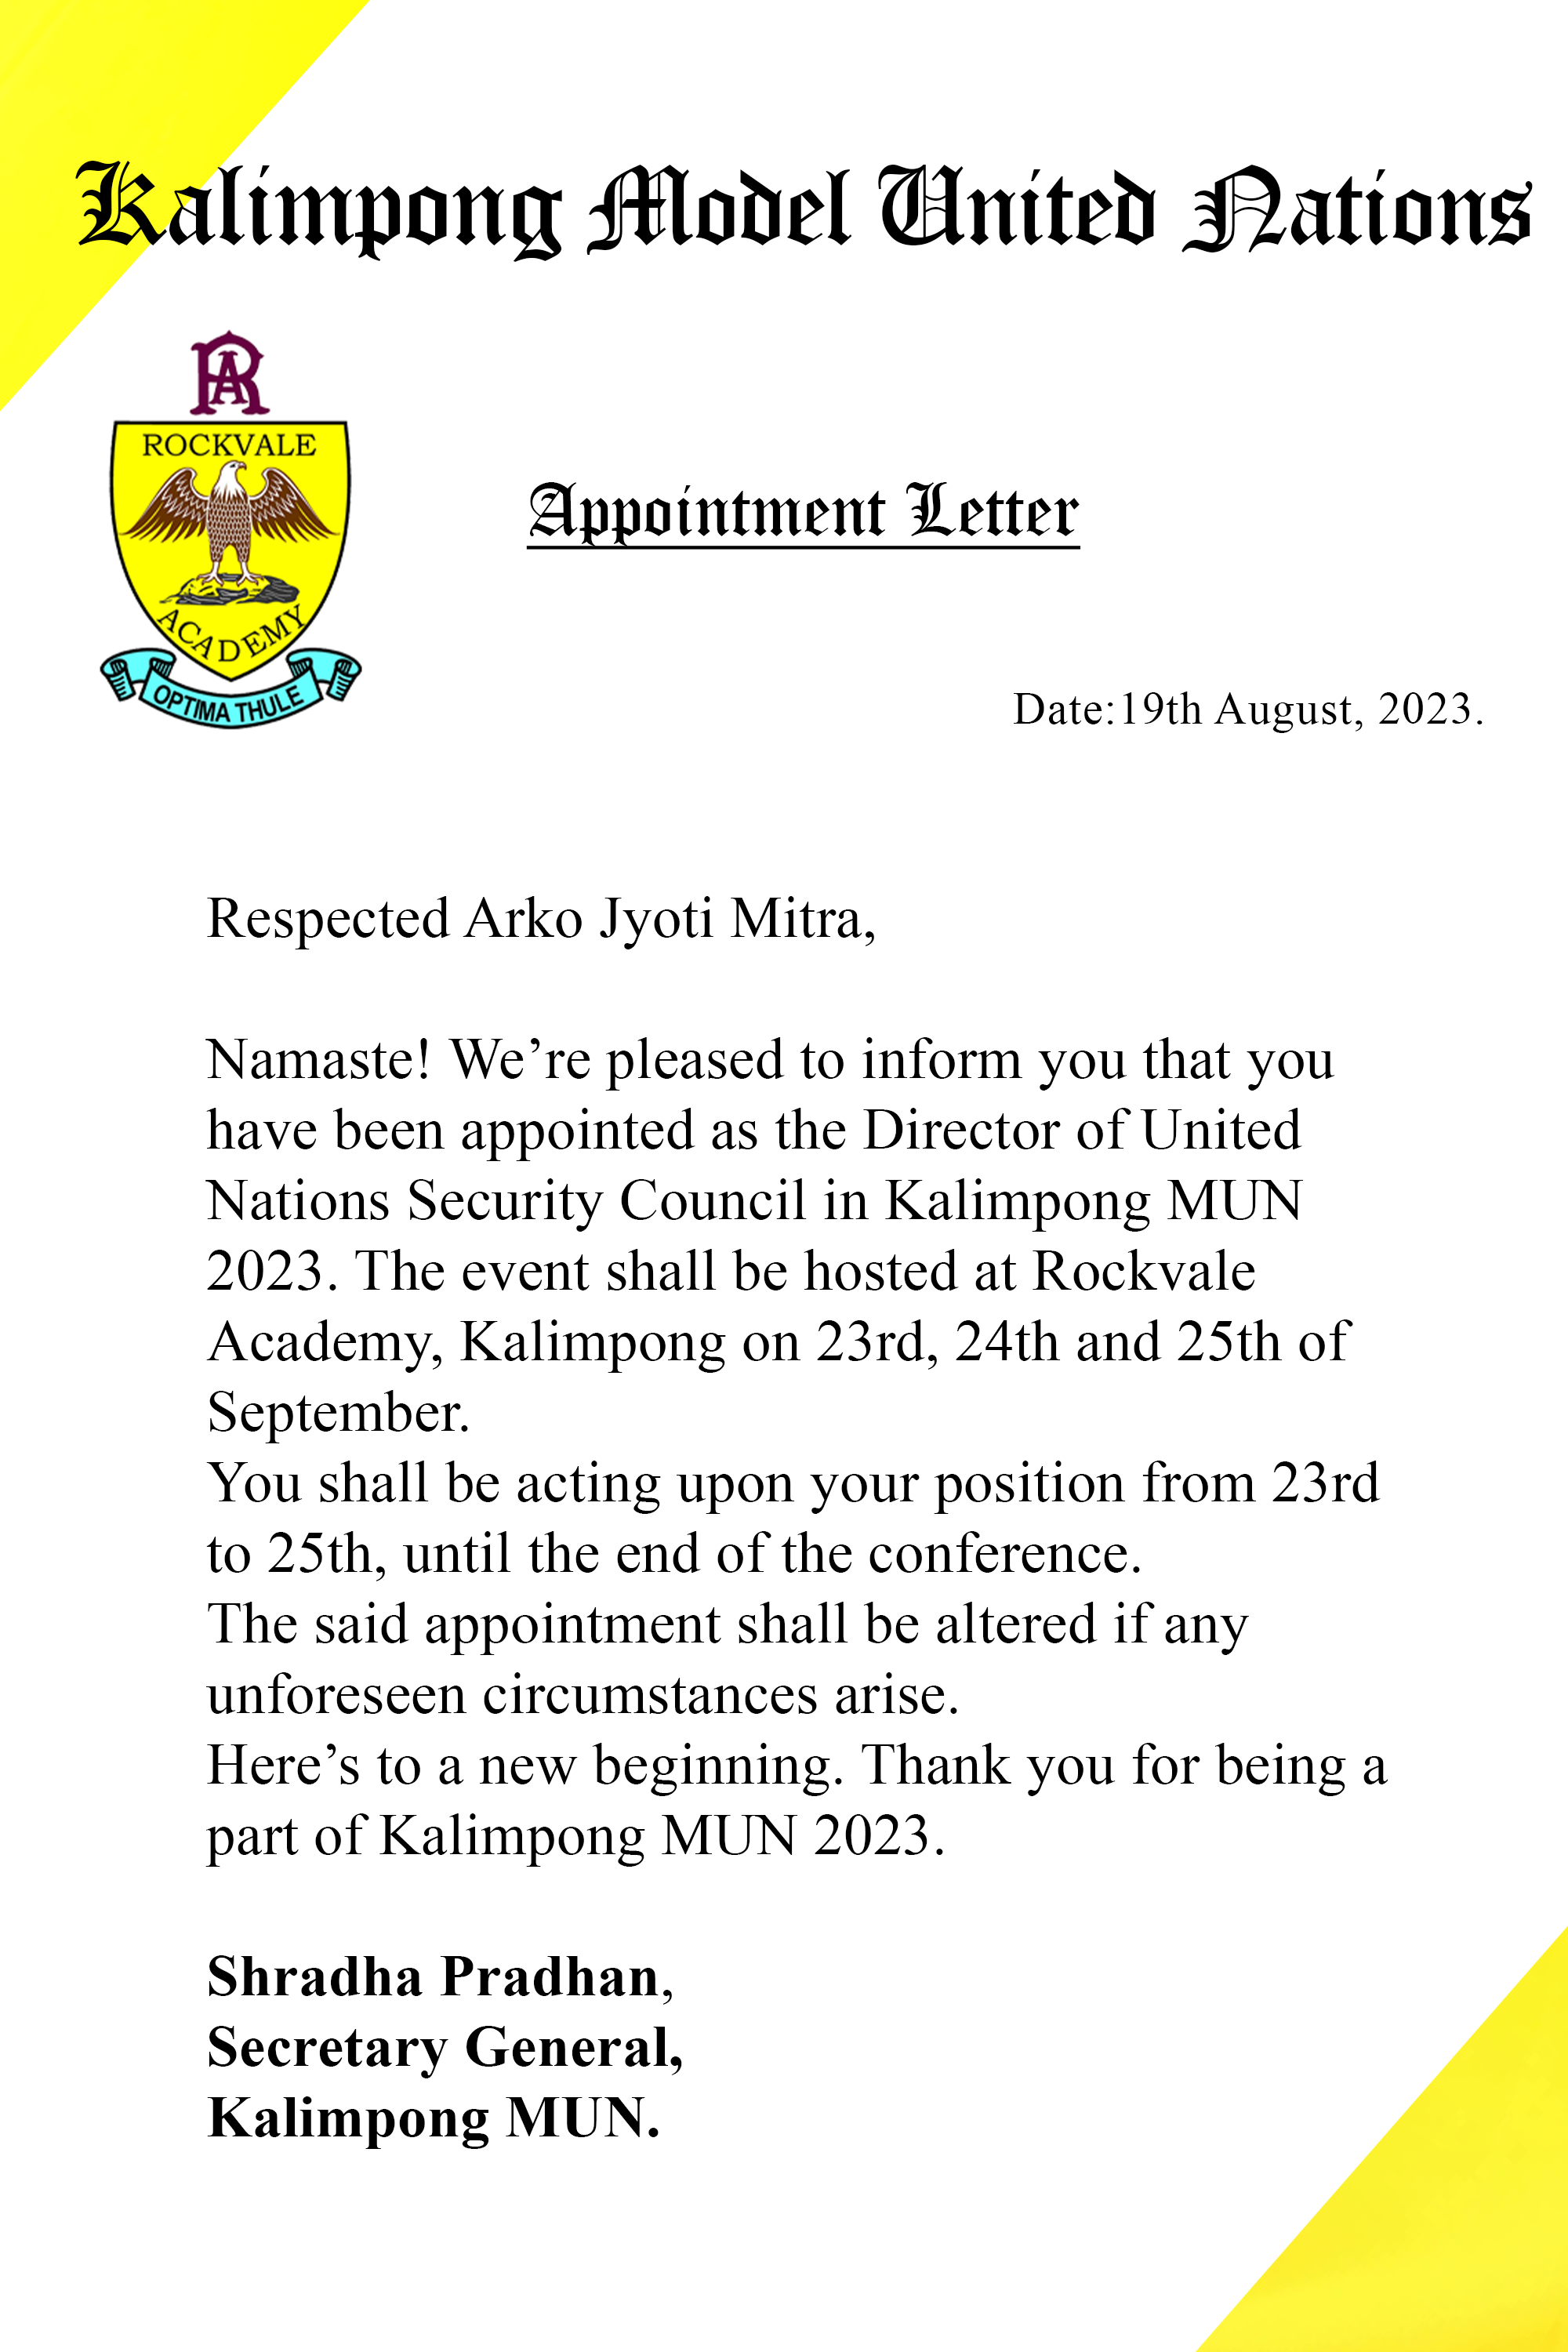 Kalimpong Model United Nations
RA
ROCKVALE
ACADEMY
OPTIMA THULE
Appointment Letter
Date:19th August, 2023.
Respected Arko Jyoti Mitra,
Namaste! We’re pleased to inform you that you
have been appointed as the Director of United
Nations Security Council in Kalimpong MUN
2023. The event shall be hosted at Rockvale
Academy, Kalimpong on 23rd, 24th and 25th of
September.
You shall be acting upon your position from 23rd
to 25th, until the end of the conference.
The said appointment shall be altered if any
unforeseen circumstances arise.
Here’s to a new beginning. Thank you for being a
part of Kalimpong MUN 2023.
Shradha Pradhan,
Secretary General,
Kalimpong MUN.